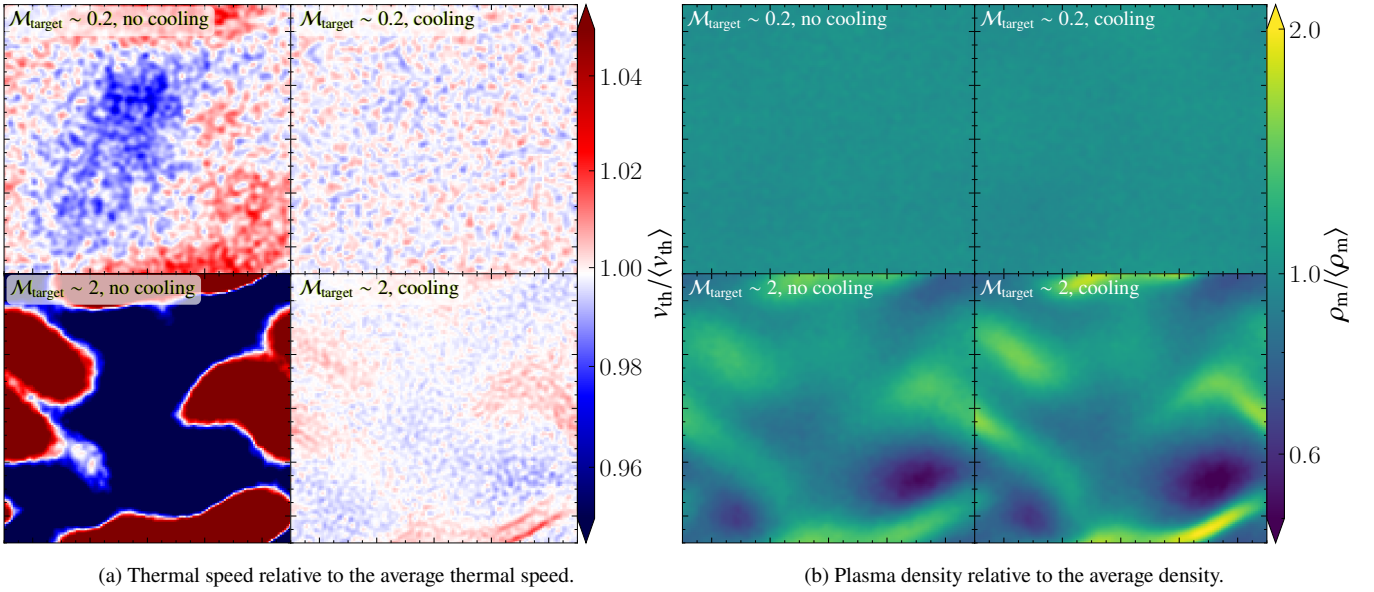 𝓜target ~ 0.2, no cooling
𝓜target ~ 0.2, cooling
𝓜target ~ 2, no cooling
𝓜target ~ 2, cooling
1.04
1.02
1.00
0.98
0.96
vth/⟨vth⟩
(a) Thermal speed relative to the average thermal speed.
𝓜target ~ 0.2, no cooling
𝓜target ~ 0.2, cooling
𝓜target ~ 2, no cooling
𝓜target ~ 2, cooling
2.0
1.0
0.6
ρm/⟨ρm⟩
(b) Plasma density relative to the average density.